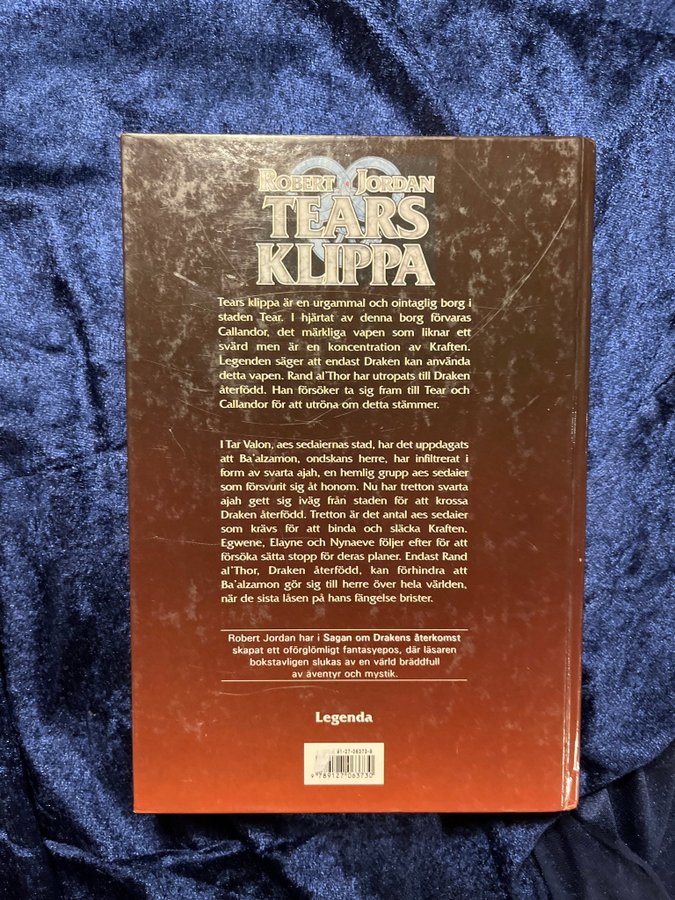 ROBERT JORDAN
TEARS
KLIPPA
Tears klippa är en urgammal och ointaglig borg i
staden Tear. I hjärtat av denna borg förvaras
Callandor, det märkliga vapen som liknar ett
svärd men är en koncentration av Kraften.
Legenden säger att endast Draken kan använda
detta vapen. Rand al'Thor har utropats till Draken
återfödd. Han försöker ta sig fram till Tear och
Callandor för att utröna om detta stämmer.
I Tar Valon, aes sedaiernas stad, har det uppdagats
att Ba'alzamon, ondskans herre, har infiltrerat i
form av svarta ajah, en hemlig grupp aes sedaier
som försvurit sig åt honom. Nu har tretton svarta
ajah gett sig iväg från staden för att krossa
Draken återfödd. Tretton är det antal aes sedaier
som krävs för att binda och släcka Kraften.
Egwene, Elayne och Nynaeve följer efter för att
försöka sätta stopp för deras planer. Endast Rand
al'Thor, Draken återfödd, kan förhindra att
Ba'alzamon gör sig till herre över hela världen,
när de sista låsen på hans fängelse brister.
Robert Jordan har i Sagan om Drakens återkomst
skapat ett oförglömligt fantasyepos, där läsaren
bokstavligen slukas av en värld bräddfull
av äventyr och mystik.
Legenda
91-27-06373-8
9 789127 063730